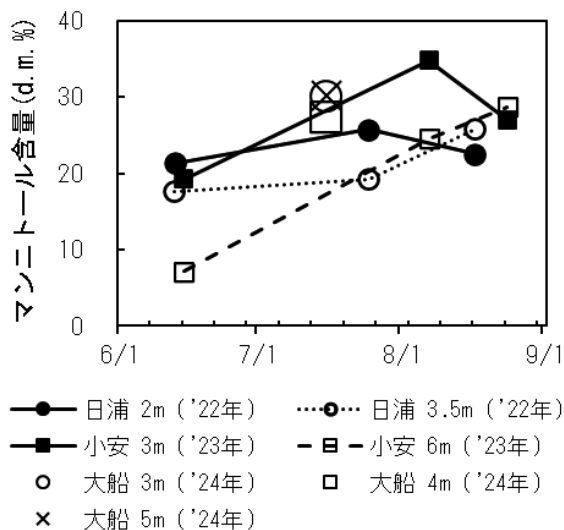 マンニトール含量(d.m.%)
40
30
20
10
0
6/1 7/1 8/1 9/1
日浦 2m ('22年) 日浦 3.5m ('22年)
小安 3m ('23年) 小安 6m ('23年)
大船 3m ('24年) 大船 4m ('24年)
大船 5m ('24年)